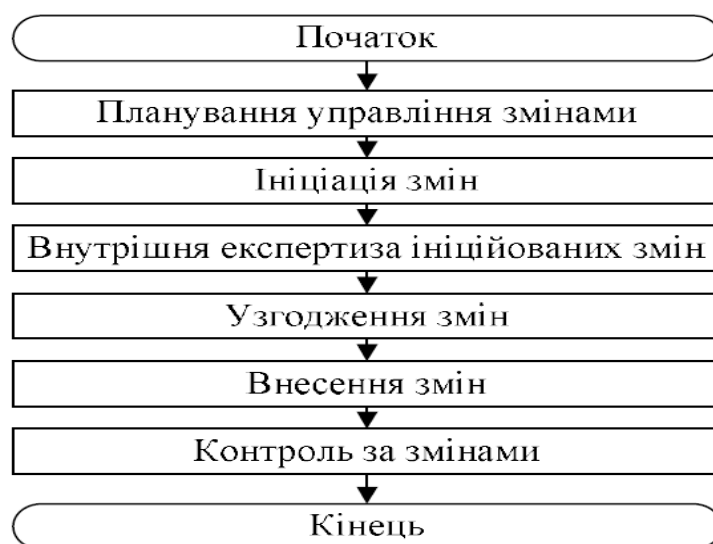 Початок
Планування управління змінами
Ініціація змін
Внутрішня експертиза ініційованих змін
Узгодження змін
Внесення змін
Контроль за змінами
Кінець